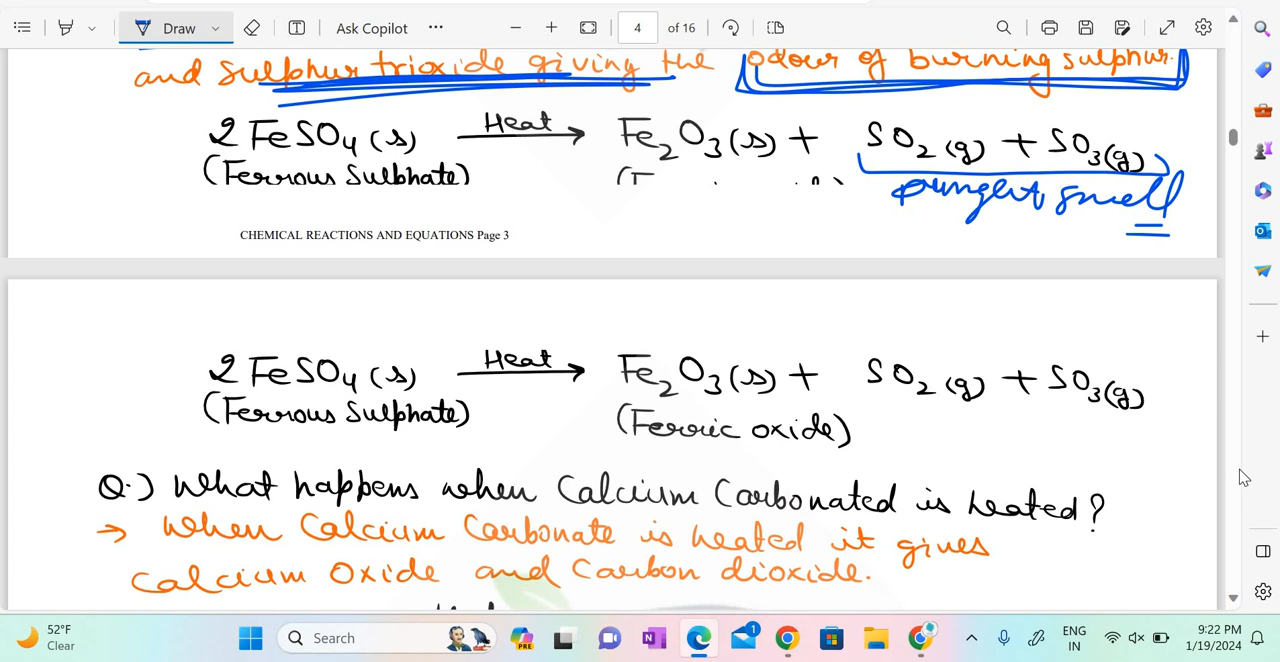 Draw
Ask Copilot
4 of 16
and sulphur trioxide giving the odour of burning sulphur.
2 FeSO4 (s) Heat → Fe2O3 (s) + SO2 (g) + SO3 (g)
(Ferrous Sulphate)
pungent smell
CHEMICAL REACTIONS AND EQUATIONS Page 3
2 FeSO4 (s) Heat → Fe2O3 (s) + SO2 (g) + SO3 (g)
(Ferrous Sulphate) (Ferric oxide)
Q.) What happens when Calcium Carbonated is heated?
→ When Calcium Carbonate is heated it gives
Calcium Oxide and Carbon dioxide.
52°F
Clear
Search
PRE
1
ENG
IN
9:22 PM
1/19/2024